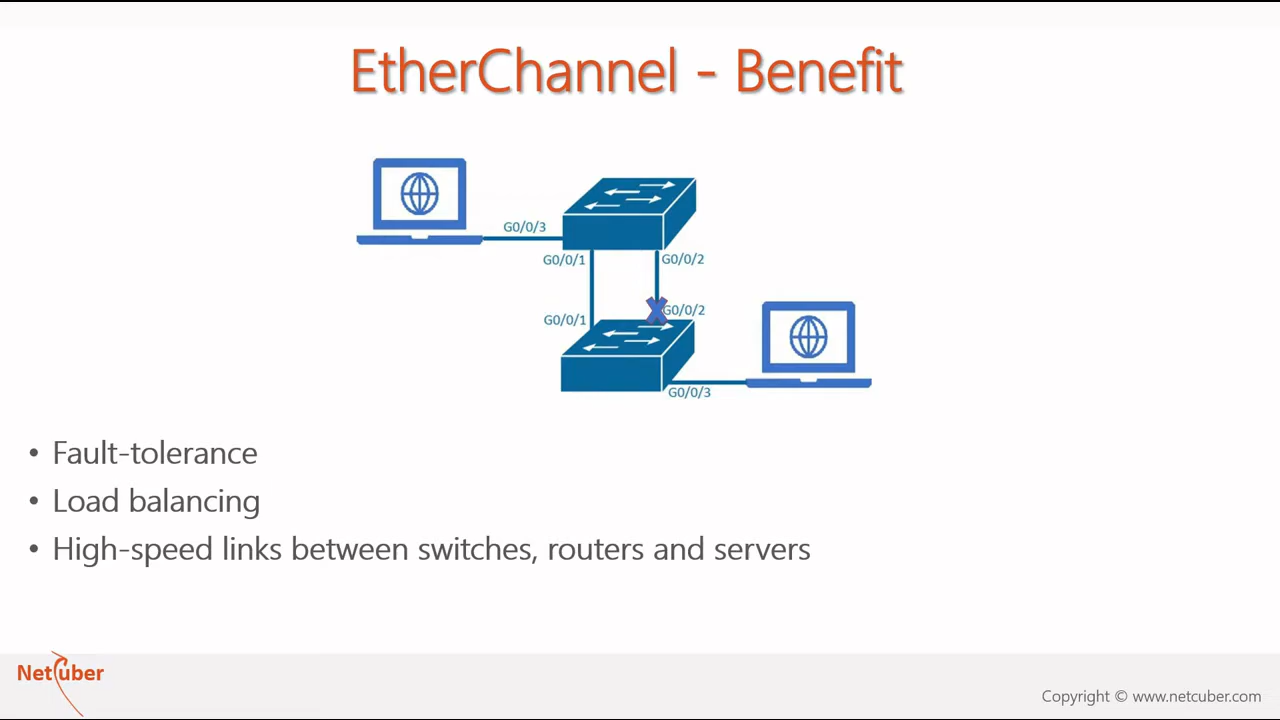 EtherChannel - Benefit
G0/0/3
G0/0/1
G0/0/2
G0/0/1
G0/0/2
G0/0/3
• Fault-tolerance
• Load balancing
• High-speed links between switches, routers and servers
NetCuber
Copyright © www.netcuber.com